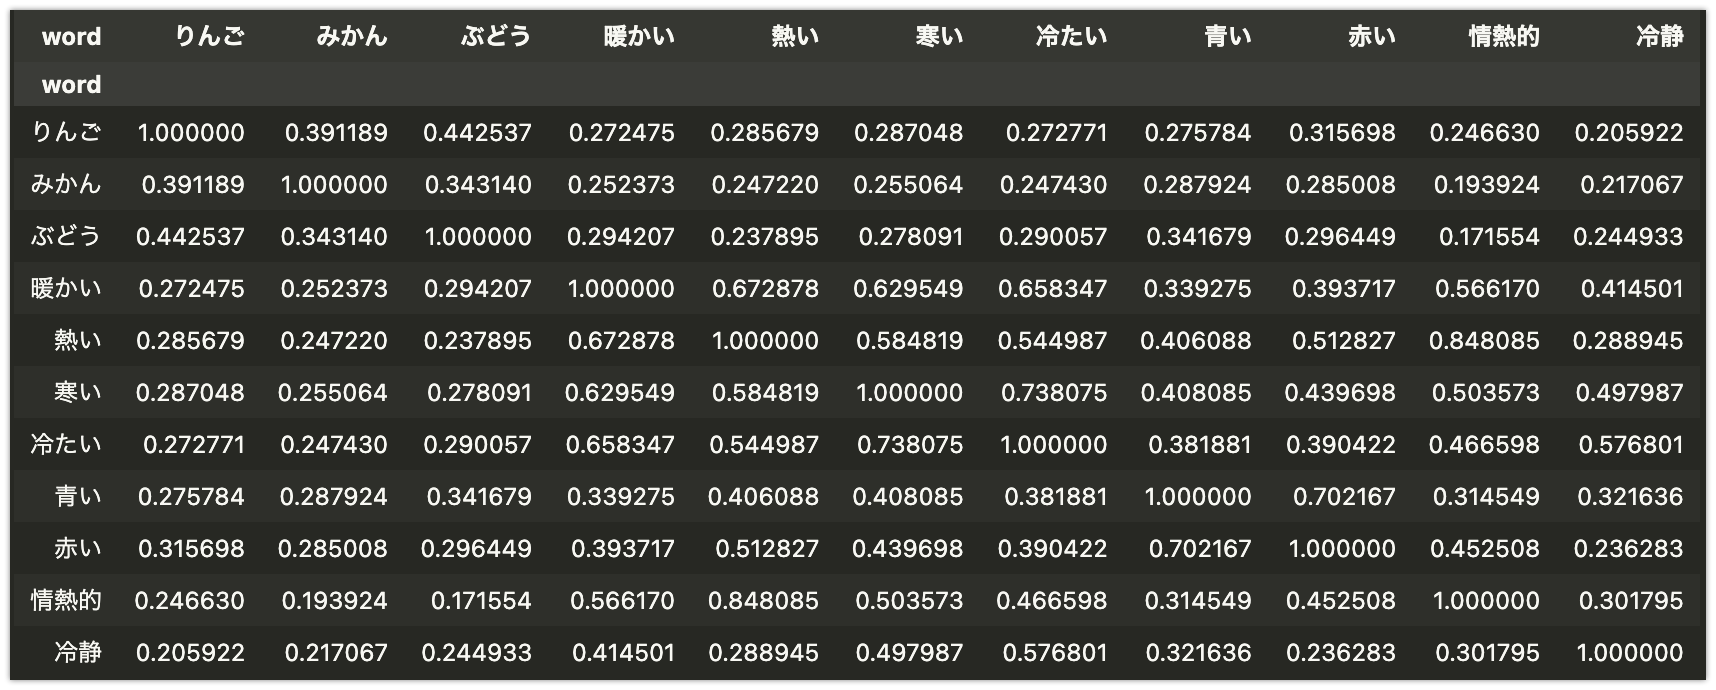 word りんご みかん ぶどう 暖かい 熱い 寒い 冷たい 青い 赤い 情熱的 冷静
word
りんご 1.000000 0.391189 0.442537 0.272475 0.285679 0.287048 0.272771 0.275784 0.315698 0.246630 0.205922
みかん 0.391189 1.000000 0.343140 0.252373 0.247220 0.255064 0.247430 0.287924 0.285008 0.193924 0.217067
ぶどう 0.442537 0.343140 1.000000 0.294207 0.237895 0.278091 0.290057 0.341679 0.296449 0.171554 0.244933
暖かい 0.272475 0.252373 0.294207 1.000000 0.672878 0.629549 0.658347 0.339275 0.393717 0.566170 0.414501
熱い 0.285679 0.247220 0.237895 0.672878 1.000000 0.584819 0.544987 0.406088 0.512827 0.848085 0.288945
寒い 0.287048 0.255064 0.278091 0.629549 0.584819 1.000000 0.738075 0.408085 0.439698 0.503573 0.497987
冷たい 0.272771 0.247430 0.290057 0.658347 0.544987 0.738075 1.000000 0.381881 0.390422 0.466598 0.576801
青い 0.275784 0.287924 0.341679 0.339275 0.406088 0.408085 0.381881 1.000000 0.702167 0.314549 0.321636
赤い 0.315698 0.285008 0.296449 0.393717 0.512827 0.439698 0.390422 0.702167 1.000000 0.452508 0.236283
情熱的 0.246630 0.193924 0.171554 0.566170 0.848085 0.503573 0.466598 0.314549 0.452508 1.000000 0.301795
冷静 0.205922 0.217067 0.244933 0.414501 0.288945 0.497987 0.576801 0.321636 0.236283 0.301795 1.000000